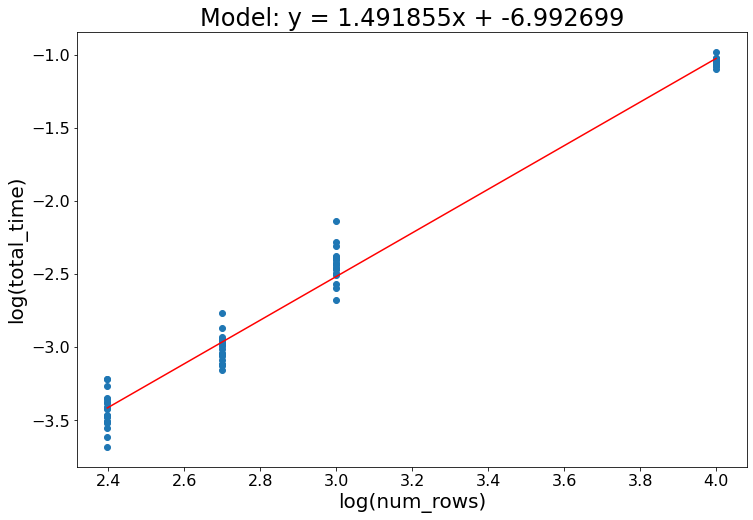 Model: y = 1.491855x + -6.992699
log(total_time)
−1.0
−1.5
−2.0
−2.5
−3.0
−3.5
2.4 2.6 2.8 3.0 3.2 3.4 3.6 3.8 4.0
log(num_rows)